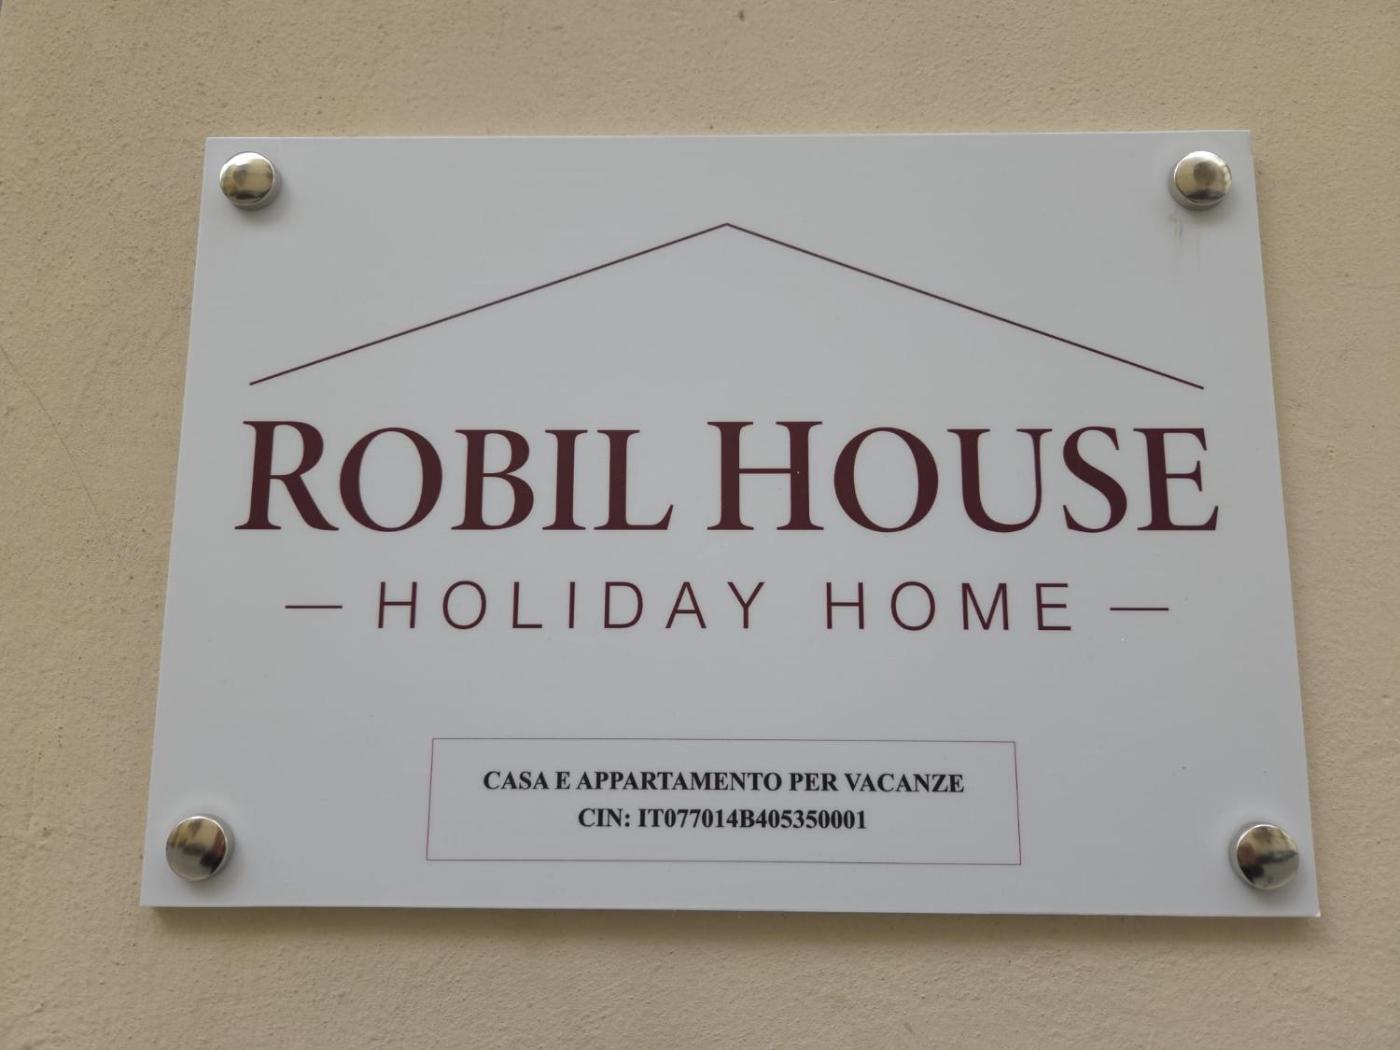 ROBIL HOUSE
— HOLIDAY HOME —
CASA E APPARTAMENTO PER VACANZE
CIN: IT077014B405350001